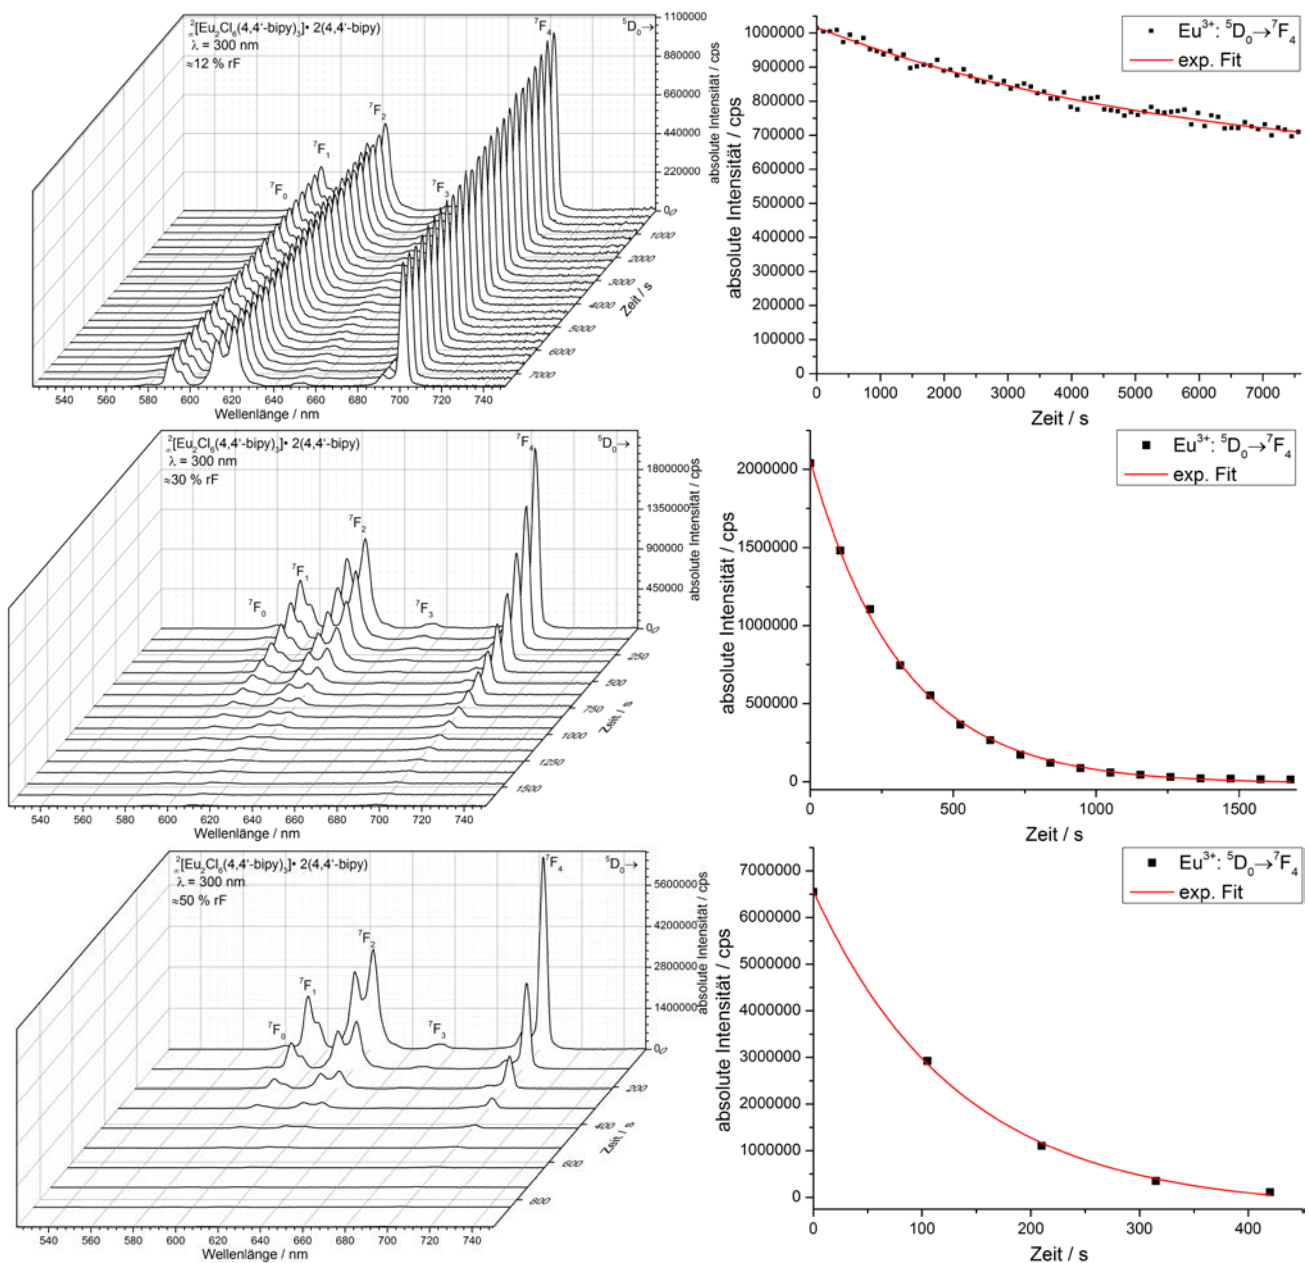 ²∞[Eu₂Cl₆(4,4'-bipy)₃]• 2(4,4'-bipy)
λ = 300 nm
≈12 % rF
⁵D₀→
⁷F₀
⁷F₁
⁷F₂
⁷F₃
⁷F₄
1100000
880000
660000
440000
220000
0
absolute Intensität / cps
0
1000
2000
3000
4000
5000
6000
7000
Zeit / s
540 560 580 600 620 640 660 680 700 720 740
Wellenlänge / nm
Eu³⁺: ⁵D₀→⁷F₄
exp. Fit
1000000
900000
800000
700000
600000
500000
400000
300000
200000
100000
0
absolute Intensität / cps
0 1000 2000 3000 4000 5000 6000 7000
Zeit / s
²∞[Eu₂Cl₆(4,4'-bipy)₃]• 2(4,4'-bipy)
λ = 300 nm
≈30 % rF
⁵D₀→
⁷F₀
⁷F₁
⁷F₂
⁷F₃
⁷F₄
1800000
1350000
900000
450000
0
absolute Intensität / cps
0
250
500
750
1000
1250
1500
Zeit / s
540 560 580 600 620 640 660 680 700 720 740
Wellenlänge / nm
Eu³⁺: ⁵D₀→⁷F₄
exp. Fit
2000000
1500000
1000000
500000
0
absolute Intensität / cps
0 500 1000 1500
Zeit / s
²∞[Eu₂Cl₆(4,4'-bipy)₃]• 2(4,4'-bipy)
λ = 300 nm
≈50 % rF
⁵D₀→
⁷F₀
⁷F₁
⁷F₂
⁷F₃
⁷F₄
5600000
4200000
2800000
1400000
0
absolute Intensität / cps
0
200
400
600
800
Zeit / s
540 560 580 600 620 640 660 680 700 720 740
Wellenlänge / nm
Eu³⁺: ⁵D₀→⁷F₄
exp. Fit
7000000
6000000
5000000
4000000
3000000
2000000
1000000
0
absolute Intensität / cps
0 100 200 300 400
Zeit / s